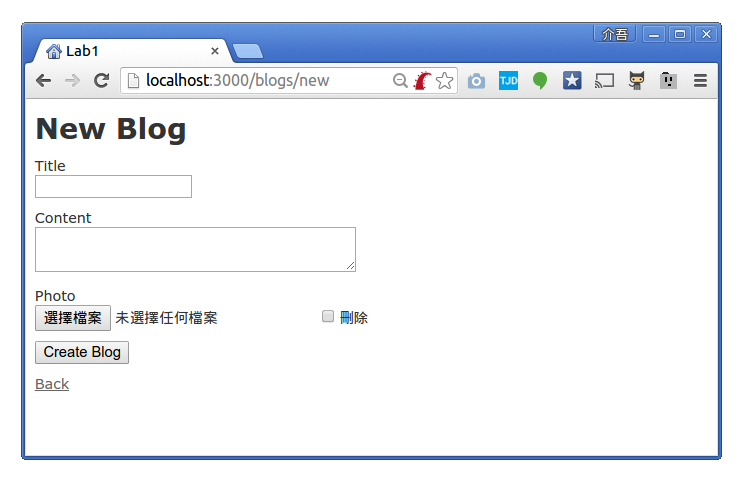 介吾
Lab1
localhost:3000/blogs/new
TJD
New Blog
Title
Content
Photo
選擇檔案 未選擇任何檔案 刪除
Create Blog
Back